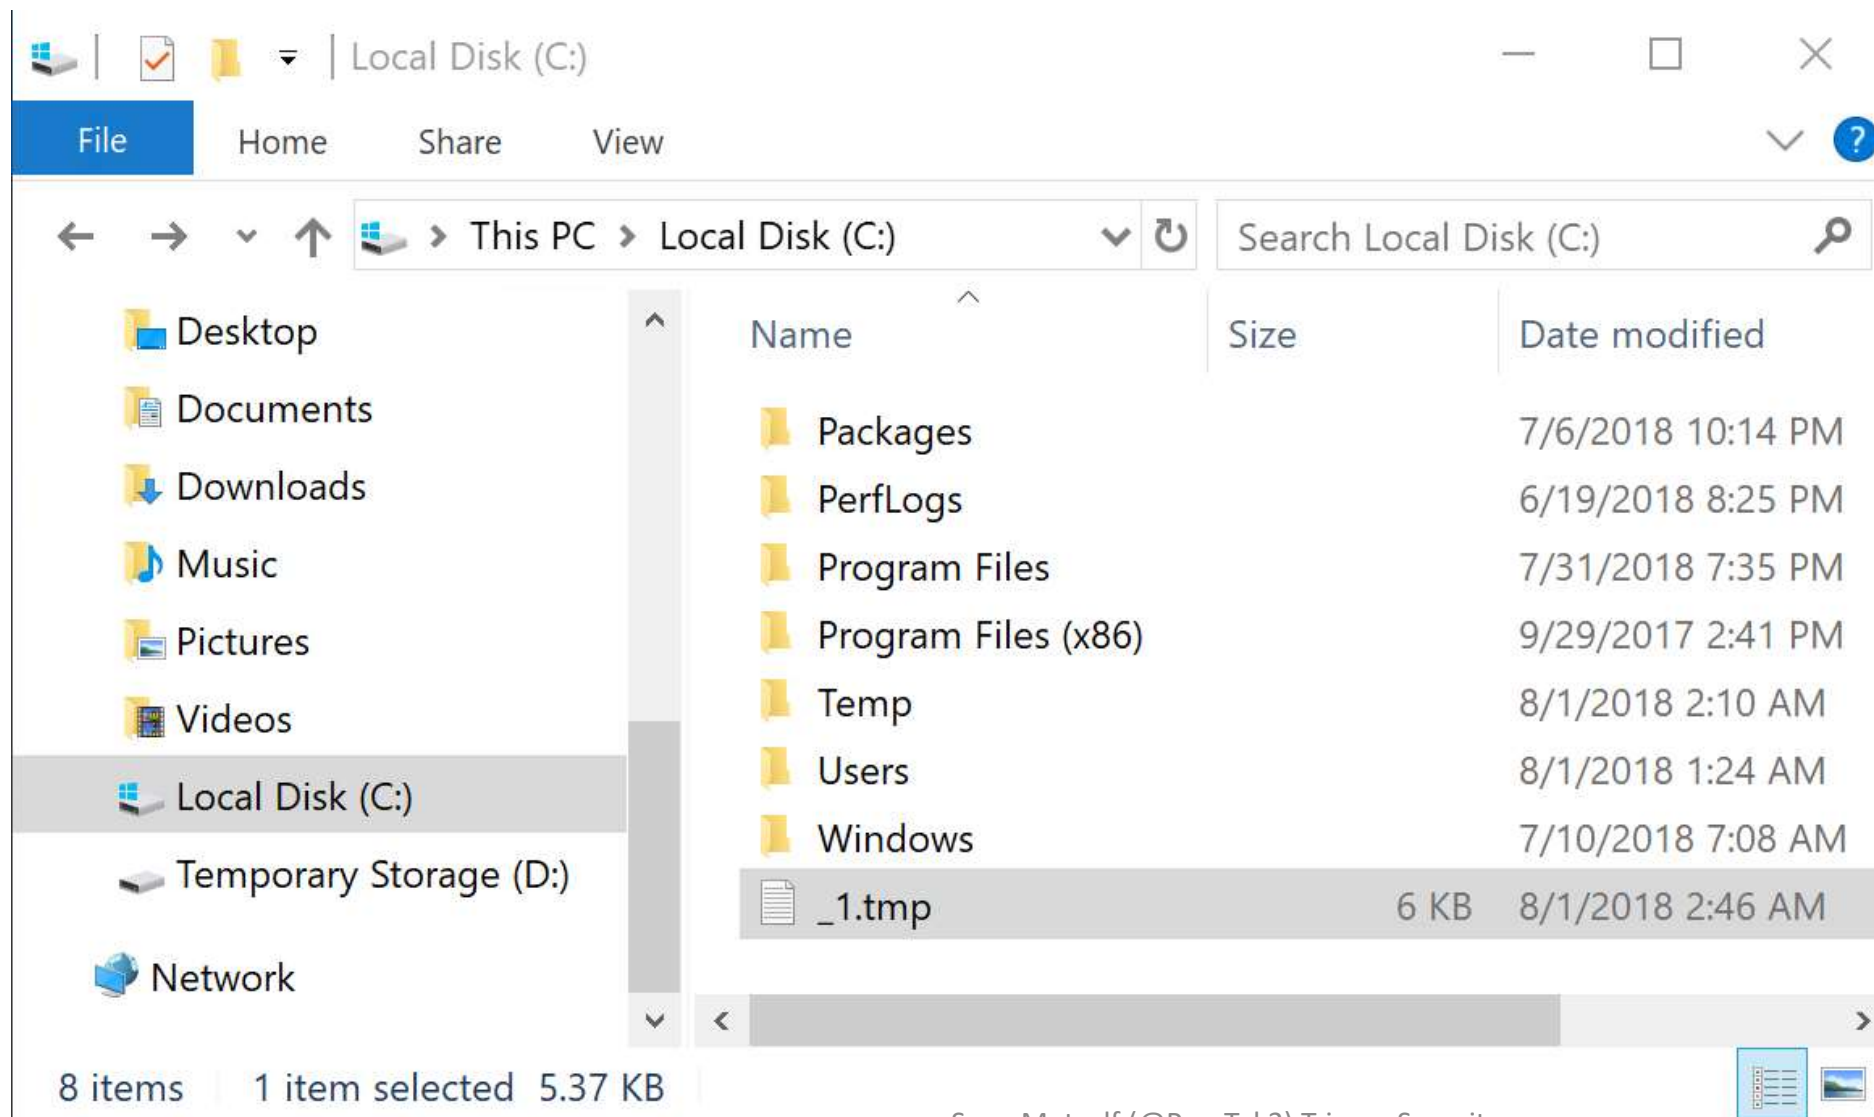 Local Disk (C:)
File Home Share View ?
This PC Local Disk (C:) Search Local Disk (C:)
Desktop
Documents
Downloads
Music
Pictures
Videos
Local Disk (C:)
Temporary Storage (D:)
Network
Name Size Date modified
Packages 7/6/2018 10:14 PM
PerfLogs 6/19/2018 8:25 PM
Program Files 7/31/2018 7:35 PM
Program Files (x86) 9/29/2017 2:41 PM
Temp 8/1/2018 2:10 AM
Users 8/1/2018 1:24 AM
Windows 7/10/2018 7:08 AM
_1.tmp 6 KB 8/1/2018 2:46 AM
8 items 1 item selected 5.37 KB